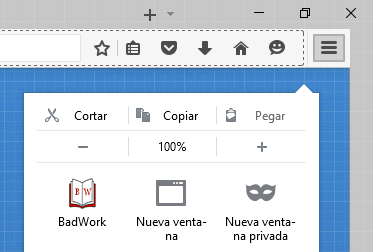 Cortar Copiar Pegar
100%
B W
BadWork Nueva venta- Nueva venta-
na na privada